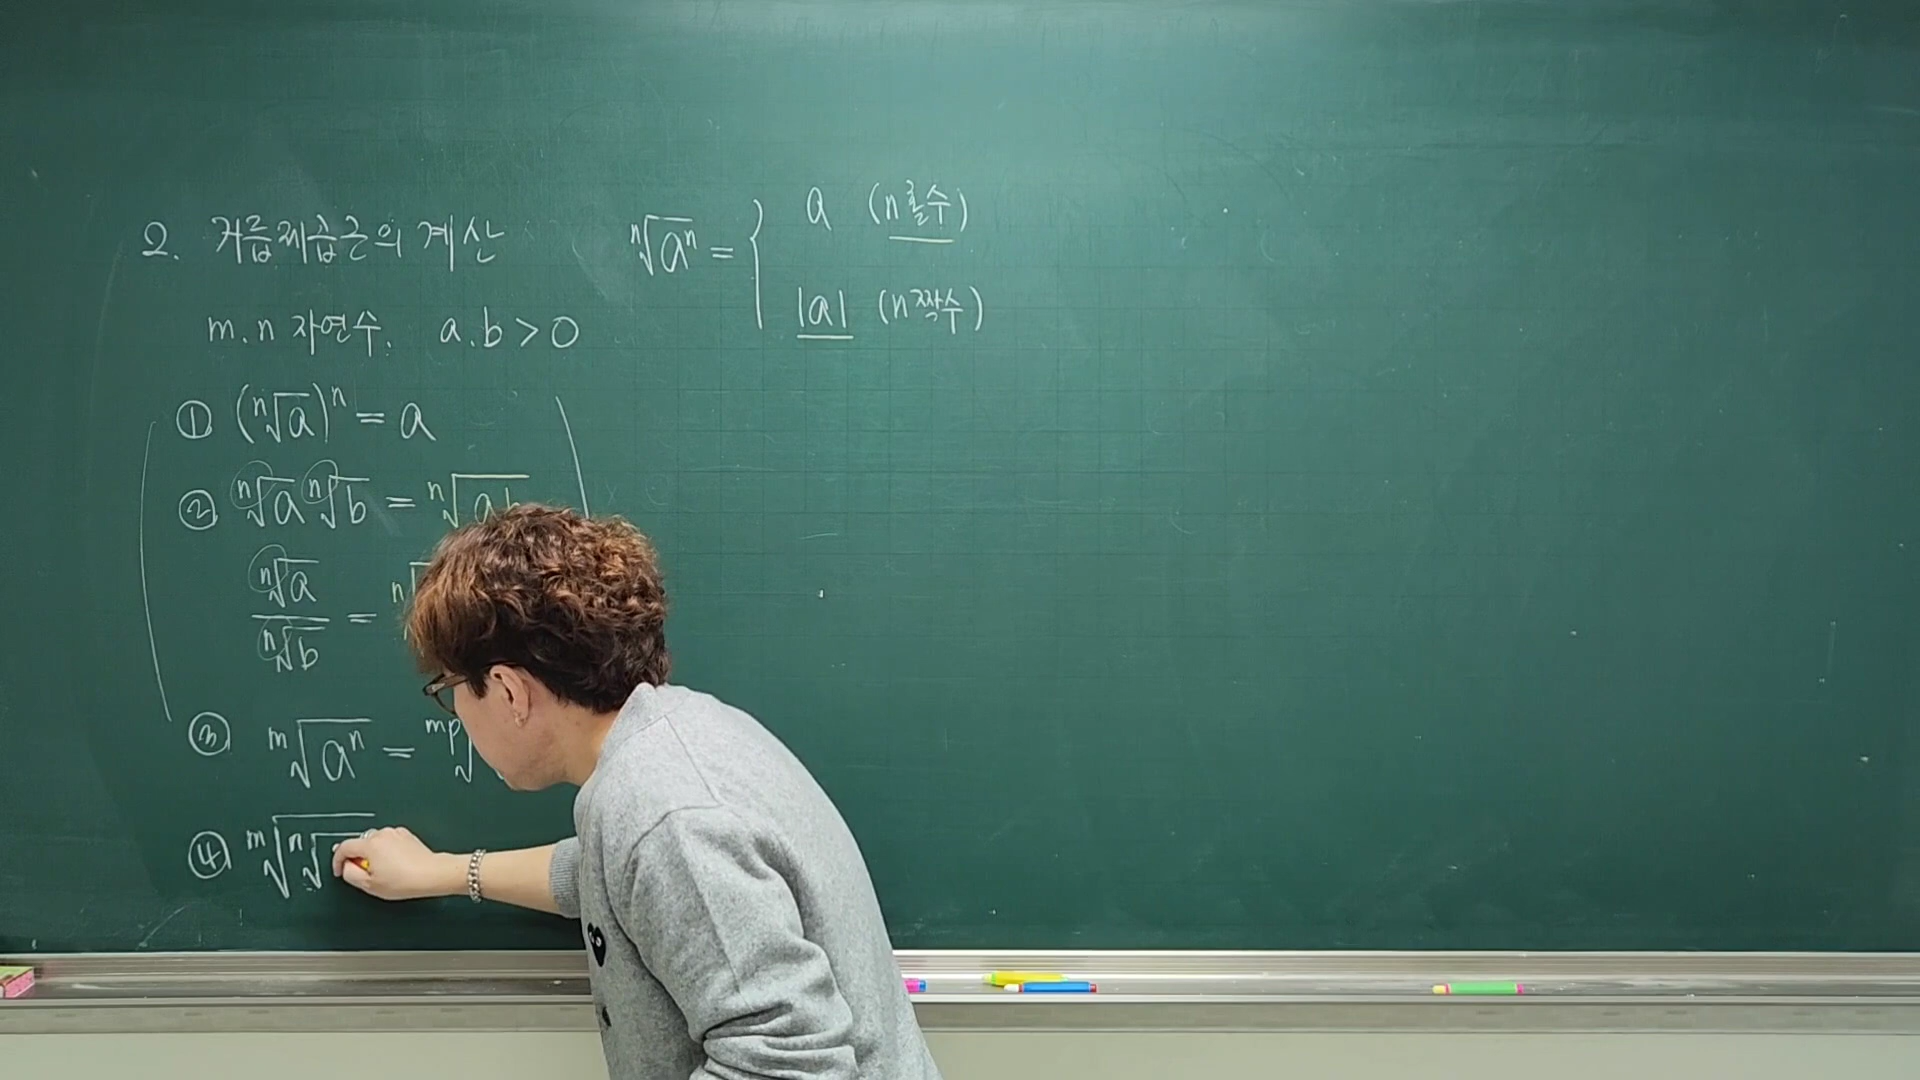 2. 거듭제곱근의 계산
m.n 자연수. a.b > 0
① (ⁿ√a)ⁿ = a
② ⁿ√a ⁿ√b = ⁿ√ab
ⁿ√a / ⁿ√b = ⁿ√
③ ᵐ√aⁿ = ᵐᵖ√
④ ᵐ√ⁿ√
ⁿ√aⁿ = { a (n홀수)
|a| (n짝수)